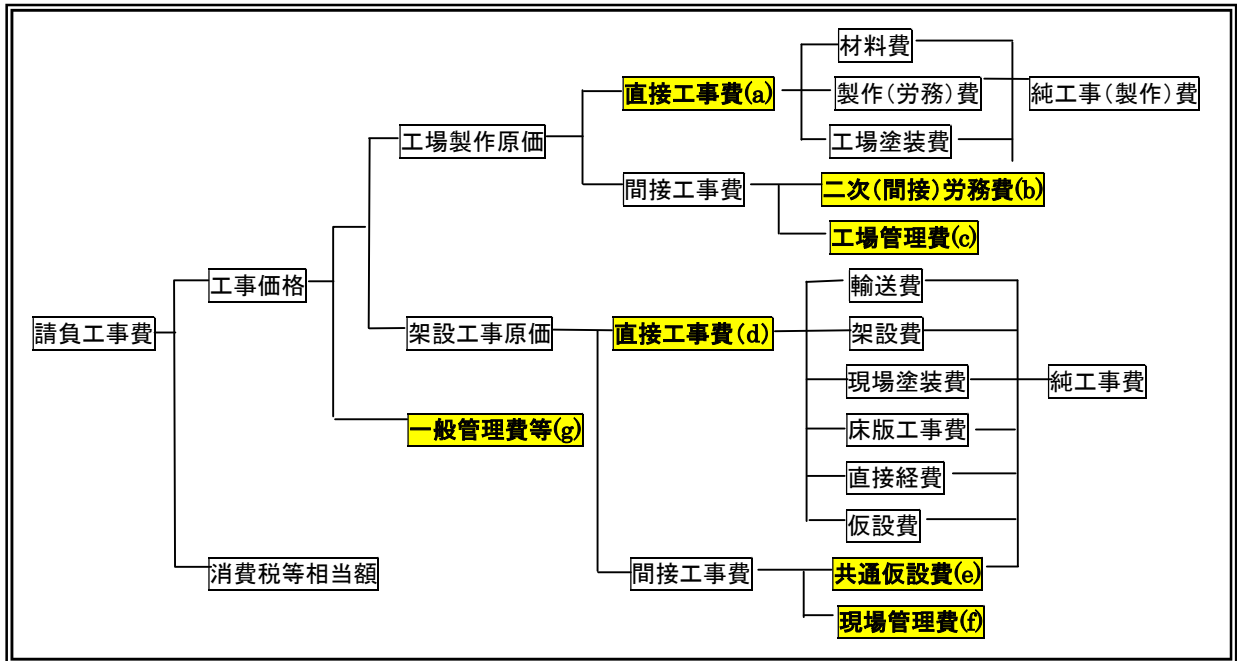 材料費
直接工事費(a)
製作(労務)費
純工事(製作)費
工場製作原価
工場塗装費
間接工事費
二次(間接)労務費(b)
工場管理費(c)
工事価格
輸送費
請負工事費
架設工事原価
直接工事費(d)
架設費
現場塗装費
純工事費
一般管理費等(g)
床版工事費
直接経費
仮設費
消費税等相当額
間接工事費
共通仮設費(e)
現場管理費(f)